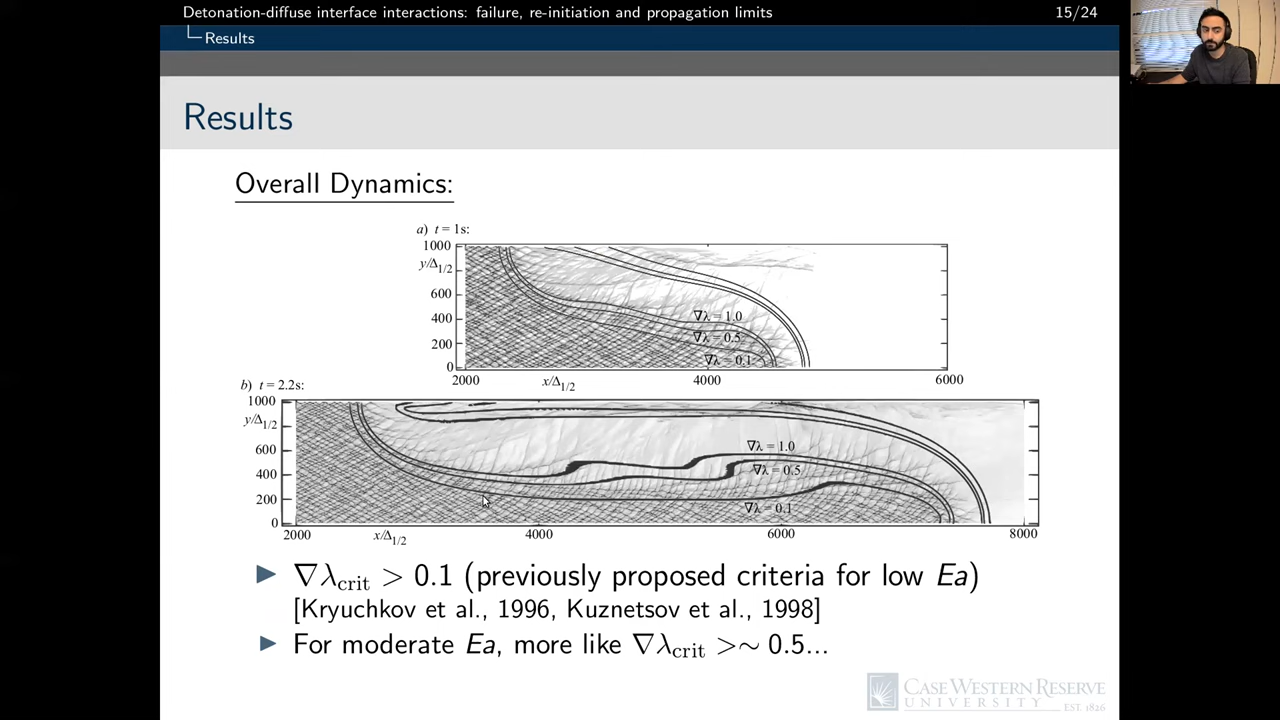 Detonation-diffuse interface interactions: failure, re-initiation and propagation limits 15/24
Results
Results
Overall Dynamics:
a) t = 1s:
1000
y/Δ1/2
600
400
200
0
∇λ = 1.0
∇λ = 0.5
∇λ = 0.1
2000 x/Δ1/2 4000 6000
b) t = 2.2s:
1000
y/Δ1/2
600
400
200
0
∇λ = 1.0
∇λ = 0.5
∇λ = 0.1
2000 x/Δ1/2 4000 6000 8000
∇λcrit > 0.1 (previously proposed criteria for low Ea)
[Kryuchkov et al., 1996, Kuznetsov et al., 1998]
For moderate Ea, more like ∇λcrit >∼ 0.5...
CASE WESTERN RESERVE
UNIVERSITY EST. 1826